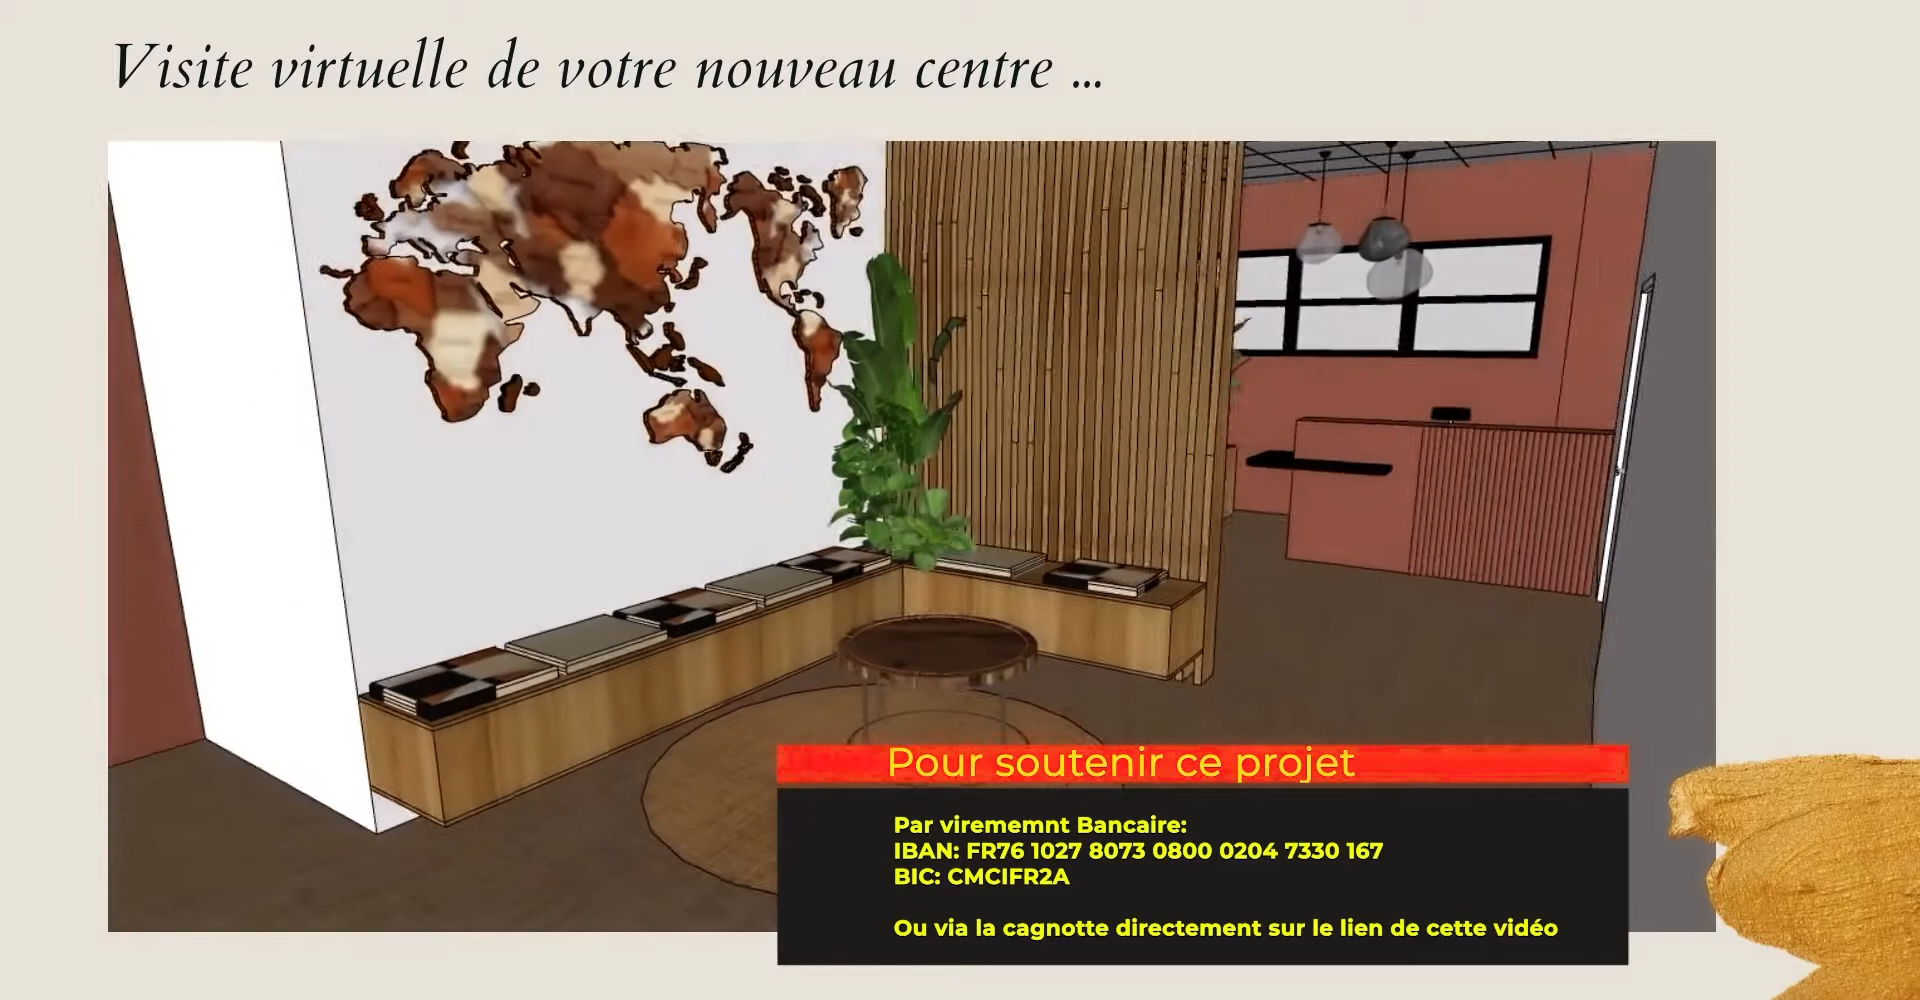 Visite virtuelle de votre nouveau centre ...
Pour soutenir ce projet
Par virememnt Bancaire:
IBAN: FR76 1027 8073 0800 0204 7330 167
BIC: CMCIFR2A
Ou via la cagnotte directement sur le lien de cette vidéo